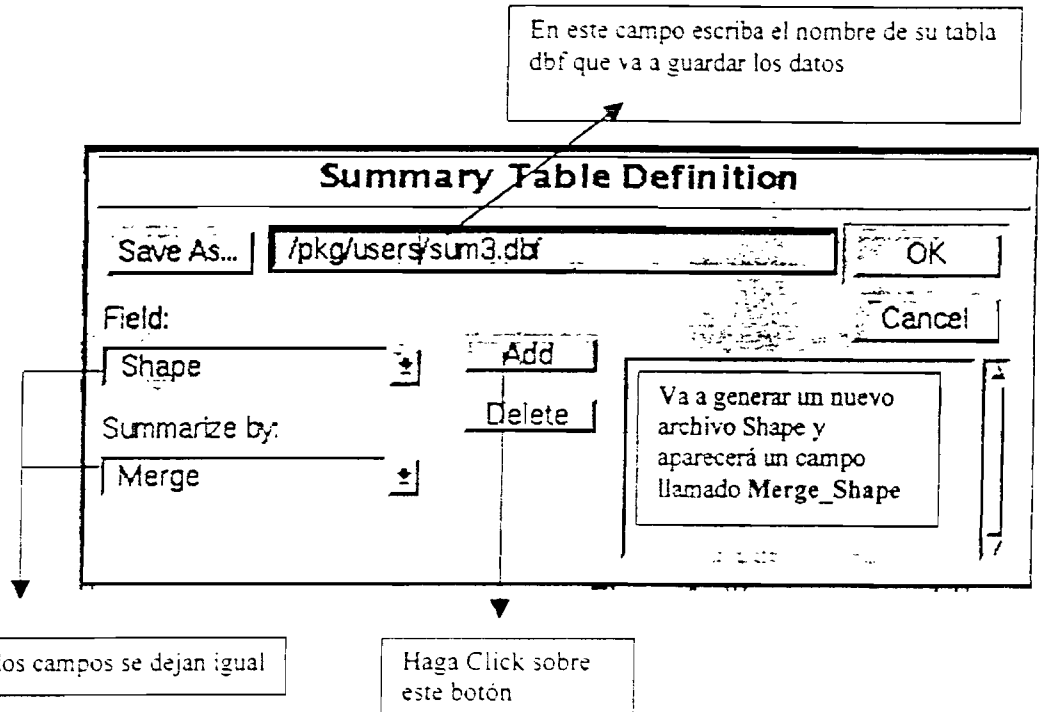 En este campo escriba el nombre de su tabla
dbf que va a guardar los datos
Summary Table Definition
Save As... /pkg/users/sum3.dbf OK
Cancel
Field:
Shape
Add
Delete
Summarize by:
Merge
Va a generar un nuevo
archivo Shape y
aparecerá un campo
llamado Merge_Shape
los campos se dejan igual
Haga Click sobre
este botón